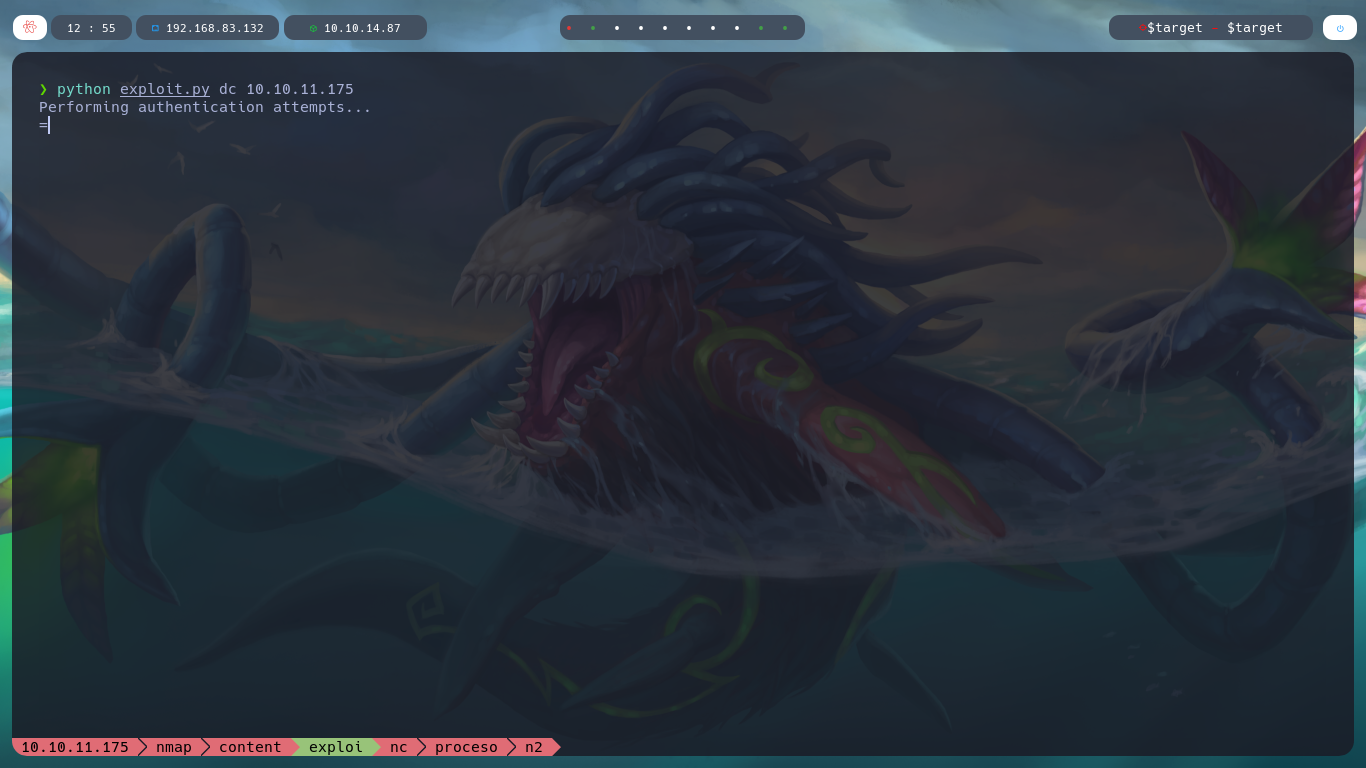 12 : 55
192.168.83.132
10.10.14.87
$target - $target
❯ python exploit.py dc 10.10.11.175
Performing authentication attempts...
=
10.10.11.175
nmap
content
exploi
nc
proceso
n2